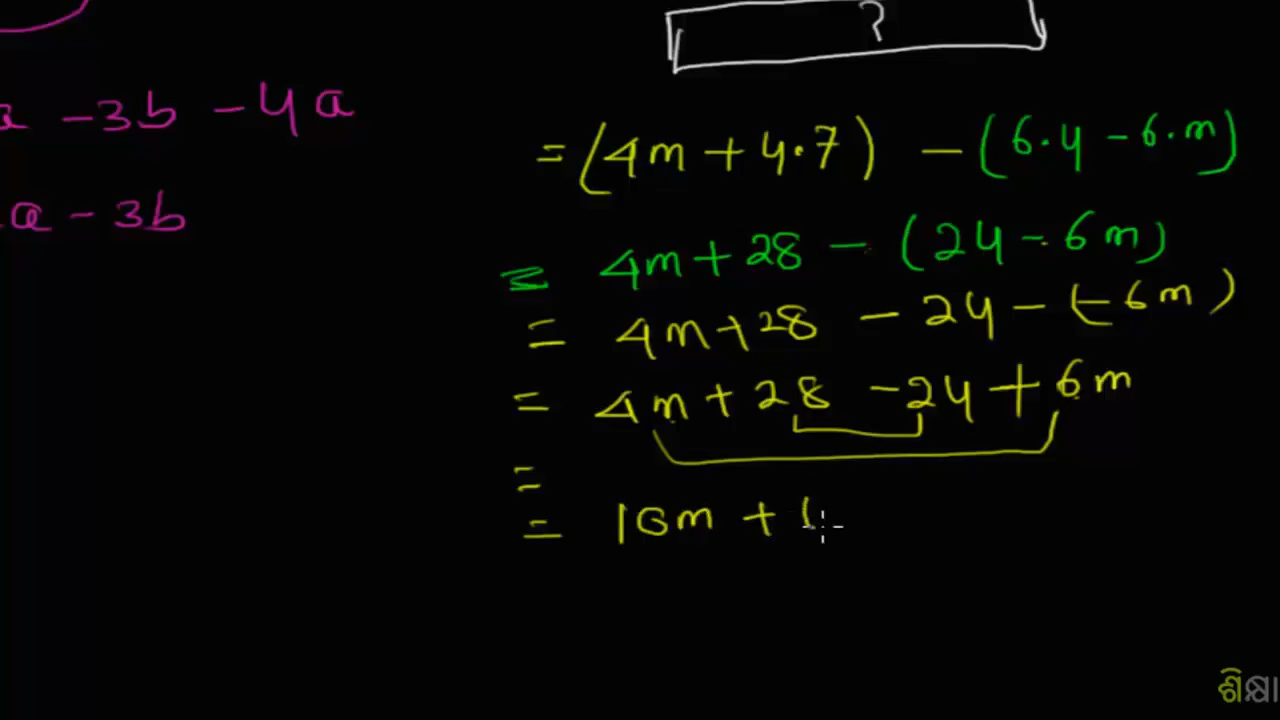 ?
a - 3b - 4a
a - 3b
= (4m + 4·7) - (6·4 - 6·m)
= 4m + 28 - (24 - 6m)
= 4m + 28 - 24 - (-6m)
= 4m + 28 - 24 + 6m
=
= 10m +
ଶିକ୍ଷା